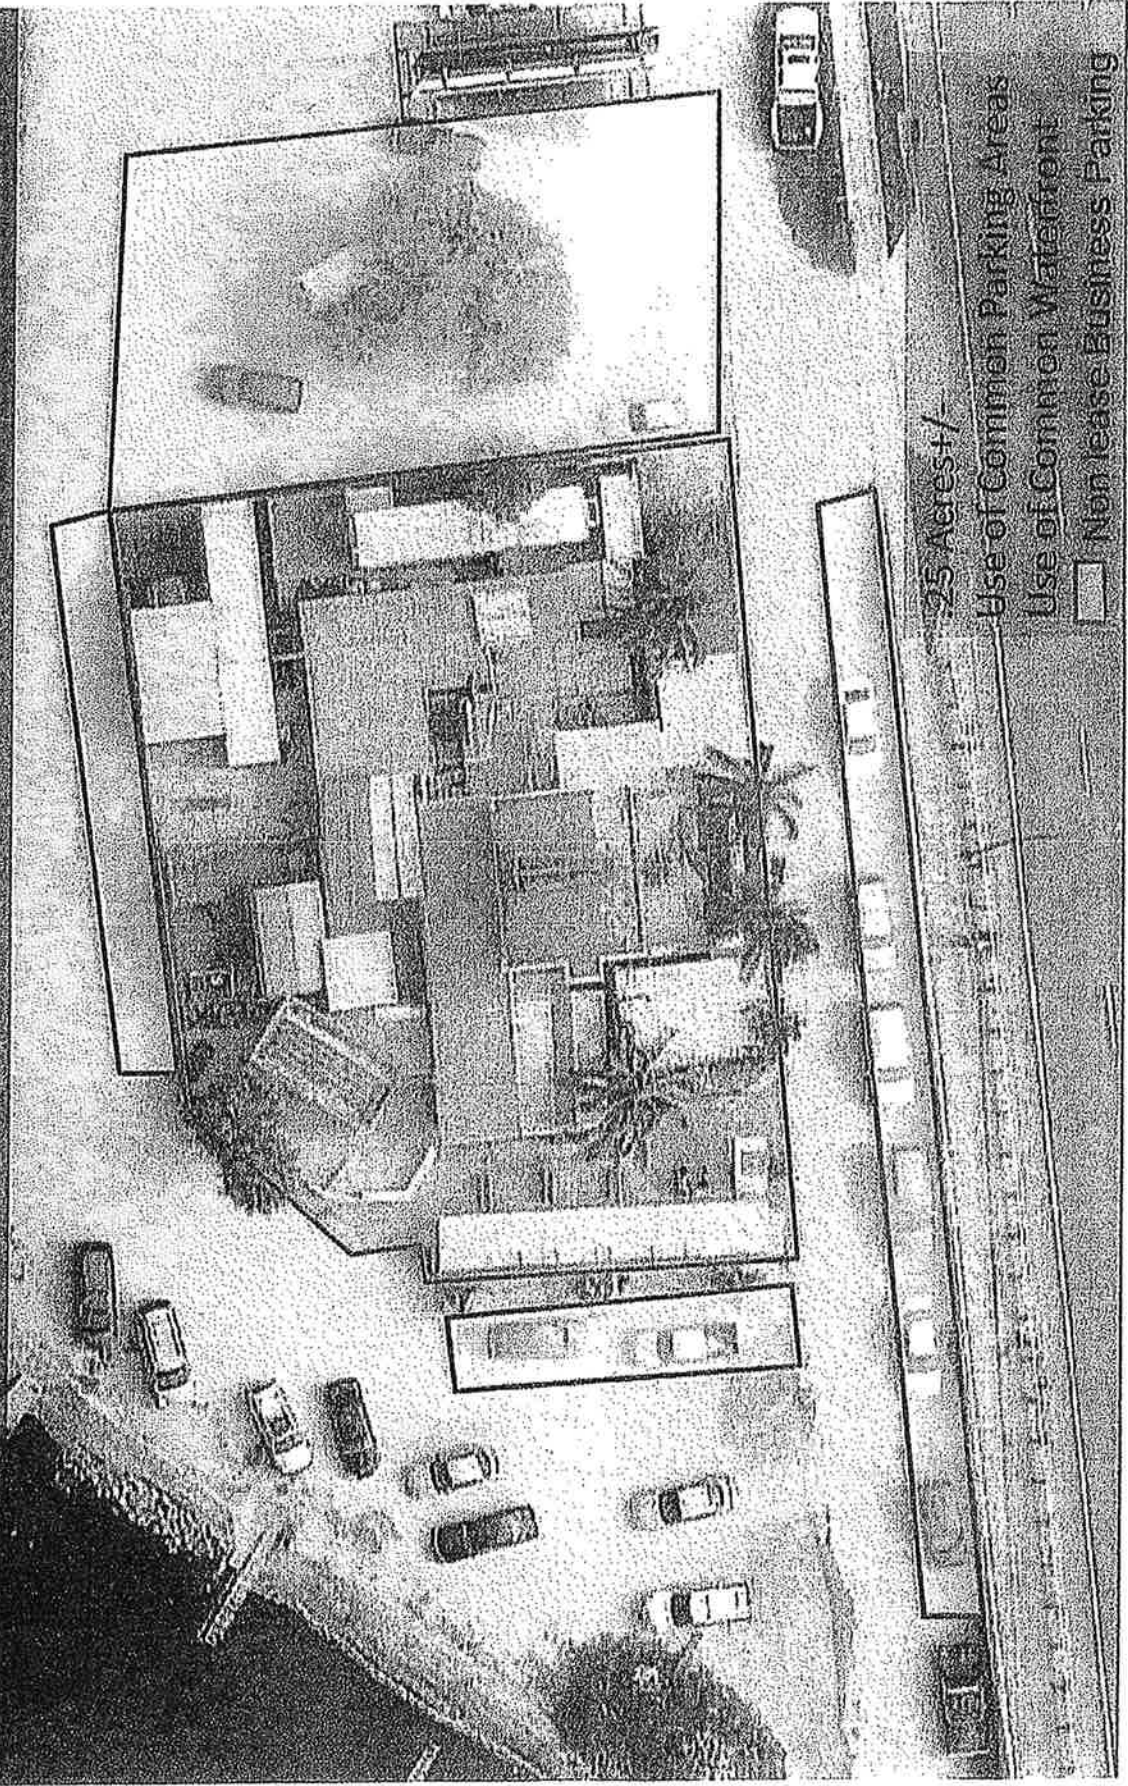 .25 Acres+/-
Use of Common Parking Areas
Use of Common Waterfront
Non lease Business Parking